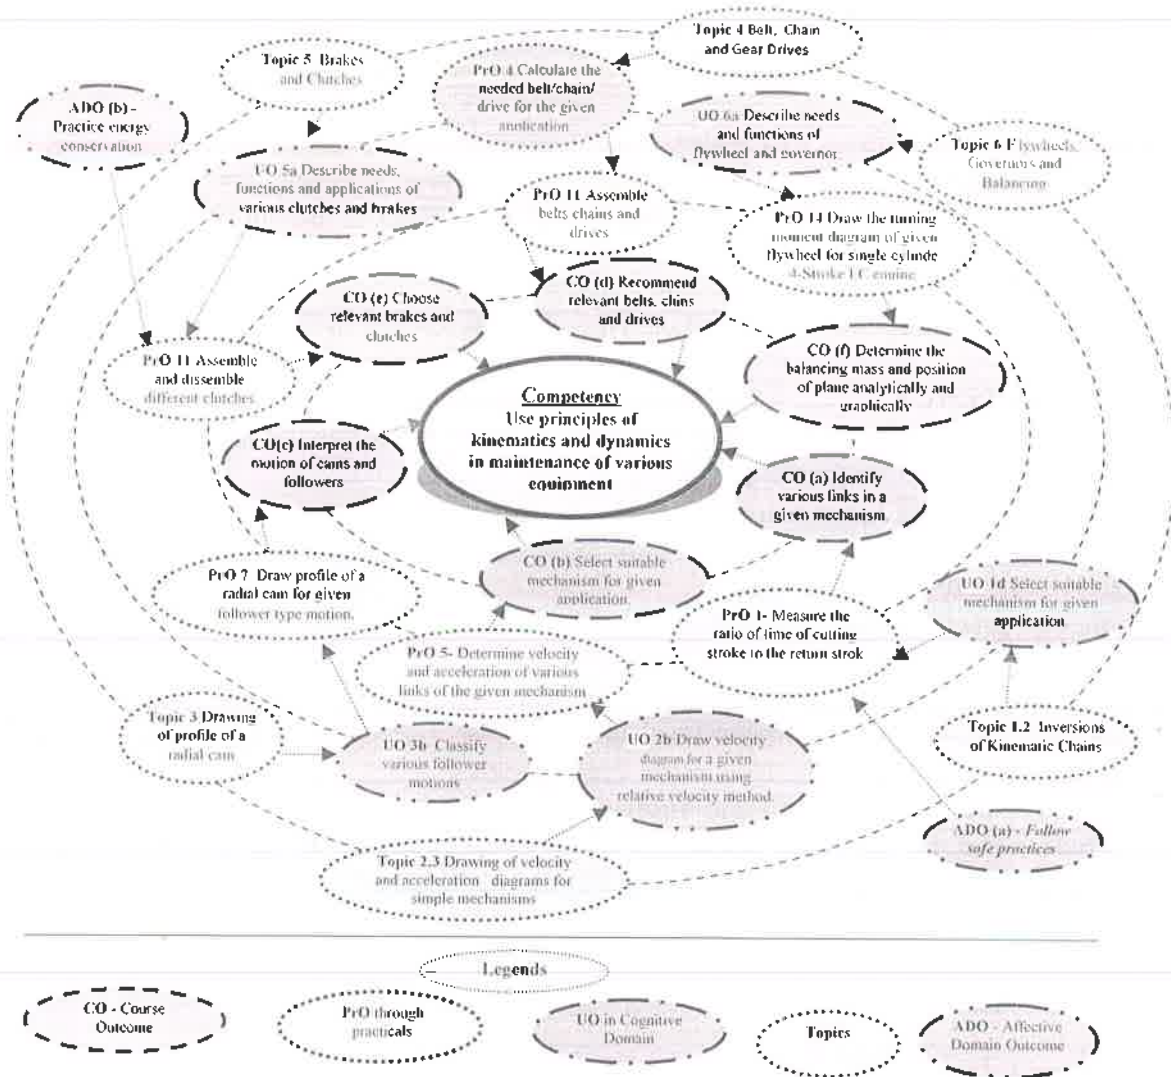 Topic 4 Belt, Chain
and Gear Drives
Topic 5 Brakes
and Clutches
PrO 4 Calculate the
needed belt/chain/
drive for the given
application
ADO (b) -
Practice energy
conservation
UO 6a Describe needs
and functions of
flywheel and governor.
Topic 6 Flywheels,
Governors and
Balancing
UO 5a Describe needs,
functions and applications of
various clutches and brakes
PrO 11 Assemble
belts chains and
drives
PrO 14 Draw the turning
moment diagram of given
flywheel for single cylinde
4-Stroke I C engine
CO (e) Choose
relevant brakes and
clutches
CO (d) Recommend
relevant belts, chins
and drives
PrO 11 Assemble
and dissemble
different clutches
CO (f) Determine the
balancing mass and position
of plane analytically and
graphically
Competency
Use principles of
kinematics and dynamics
in maintenance of various
equipment
CO(c) Interpret the
motion of cams and
followers
CO (a) Identify
various links in a
given mechanism
CO (b) Select suitable
mechanism for given
application.
PrO 7 Draw profile of a
radial cam for given
follower type motion.
UO 1d Select suitable
mechanism for given
application
PrO 1- Measure the
ratio of time of cutting
stroke in the return strok
PrO 5- Determine velocity
and acceleration of various
links of the given mechanism
Topic 3 Drawing
of profile of a
radial cam
UO 3b Classify
various follower
motions
UO 2b Draw velocity
diagram for a given
mechanism using
relative velocity method.
Topic 1.2 Inversions
of Kinematic Chains
ADO (a) - Follow
safe practices
Topic 2.3 Drawing of velocity
and acceleration diagrams for
simple mechanisms
Legends
CO - Course
Outcome
PrO through
practicals
UO in Cognitive
Domain
Topics
ADO - Affective
Domain Outcome